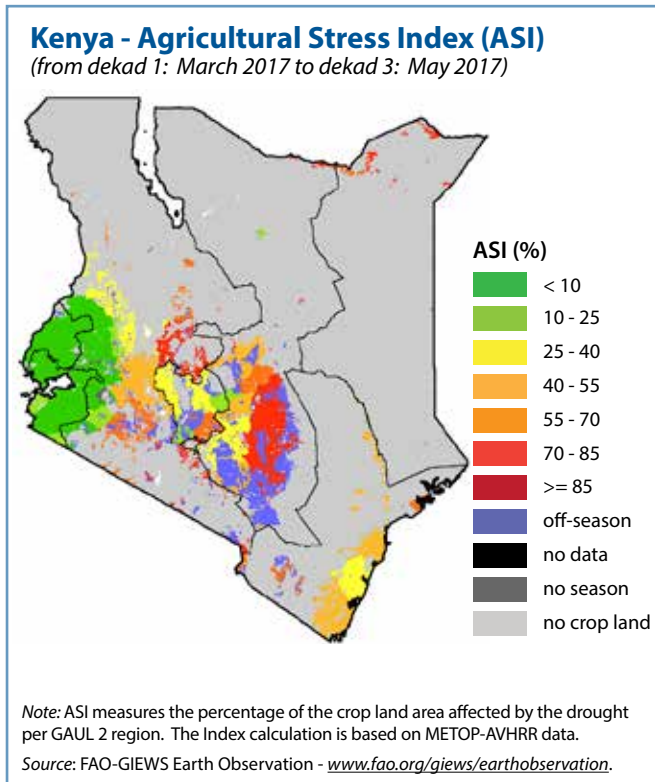 Kenya - Agricultural Stress Index (ASI)
(from dekad 1: March 2017 to dekad 3: May 2017)
ASI (%)
< 10
10 - 25
25 - 40
40 - 55
55 - 70
70 - 85
>= 85
off-season
no data
no season
no crop land
Note: ASI measures the percentage of the crop land area affected by the drought
per GAUL 2 region. The Index calculation is based on METOP-AVHRR data.
Source: FAO-GIEWS Earth Observation - www.fao.org/giews/earthobservation.